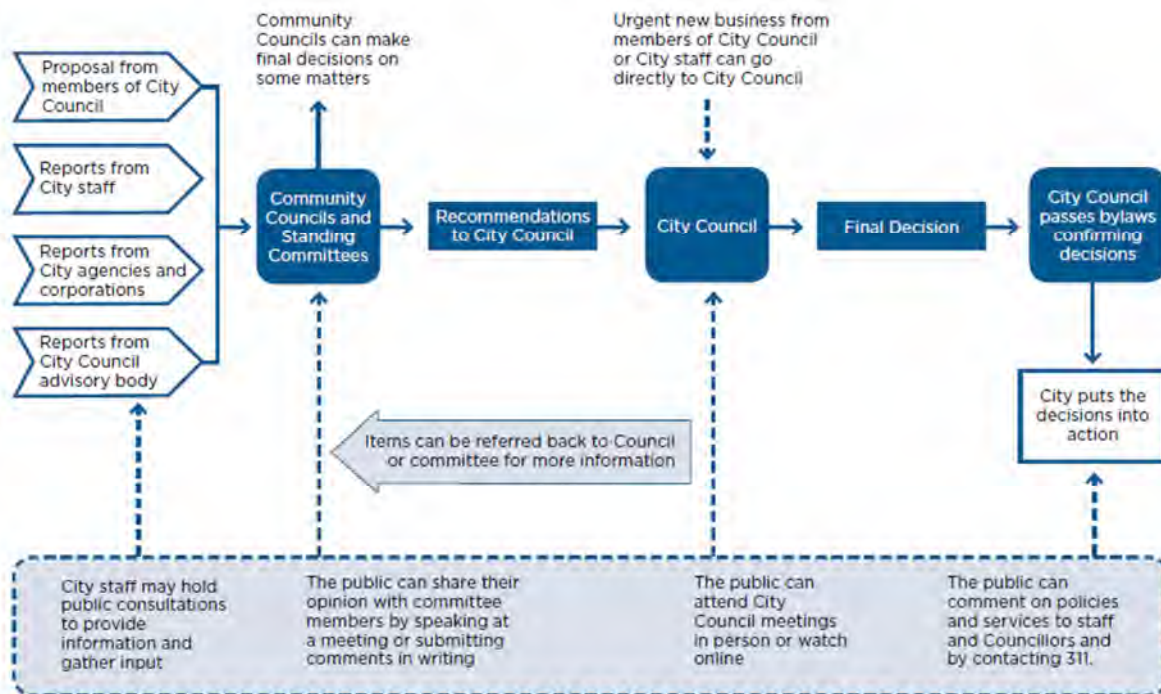 Community
Councils can make
final decisions on
some matters
Urgent new business from
members of City Council
or City staff can go
directly to City Council
Proposal from
members of City
Council
Reports from
City staff
Reports from
City agencies and
corporations
Reports from
City Council
advisory body
Community
Councils and
Standing
Committees
Recommendations
to City Council
City Council
Final Decision
City Council
passes bylaws
confirming
decisions
City puts the
decisions into
action
Items can be referred back to Council
or committee for more information
City staff may hold
public consultations
to provide
information and
gather input
The public can share their
opinion with committee
members by speaking at
a meeting or submitting
comments in writing
The public can
attend City
Council meetings
in person or watch
online
The public can
comment on policies
and services to staff
and Councillors and
by contacting 311.